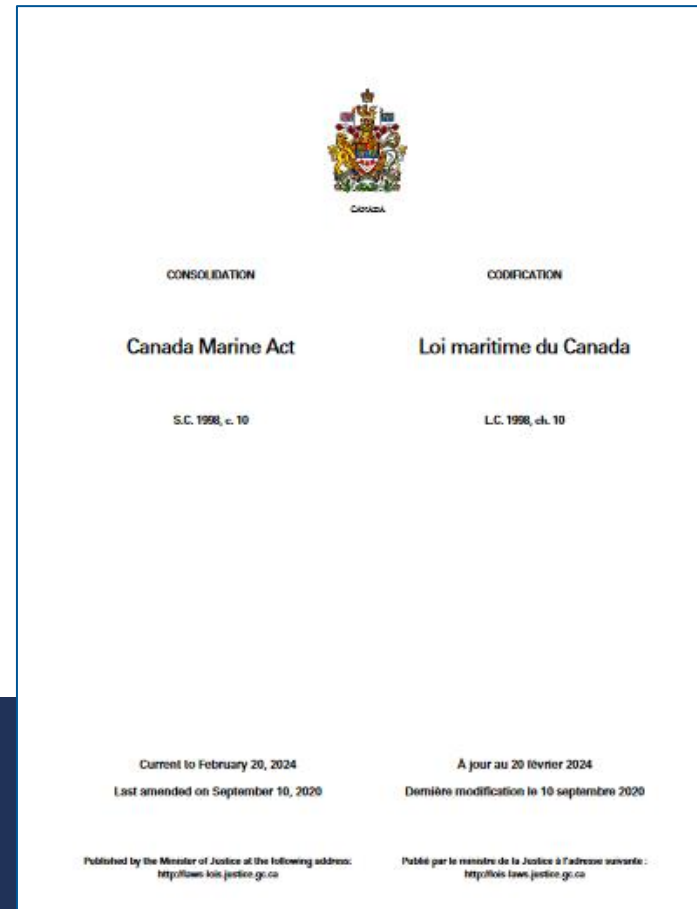 CANADA
CONSOLIDATION
Canada Marine Act
S.C. 1998, c. 10
Current to February 20, 2024
Last amended on September 10, 2020
Published by the Minister of Justice at the following address:
http://laws-lois.justice.gc.ca
CODIFICATION
Loi maritime du Canada
L.C. 1998, ch. 10
À jour au 20 février 2024
Dernière modification le 10 septembre 2020
Publié par le ministre de la Justice à l'adresse suivante :
http://lois-laws.justice.gc.ca